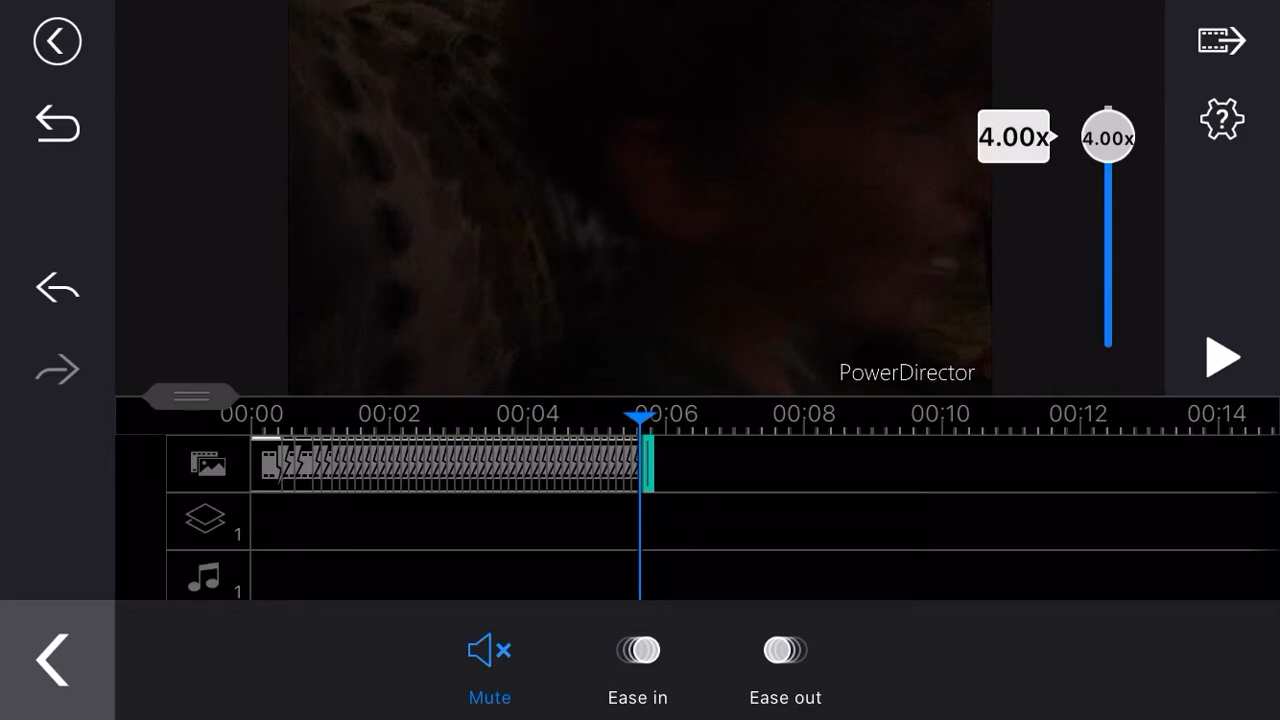 4.00x
4.00x
PowerDirector
00:00
00:02
00:04
00:06
00:08
00:10
00:12
00:14
1
1
Mute
Ease in
Ease out